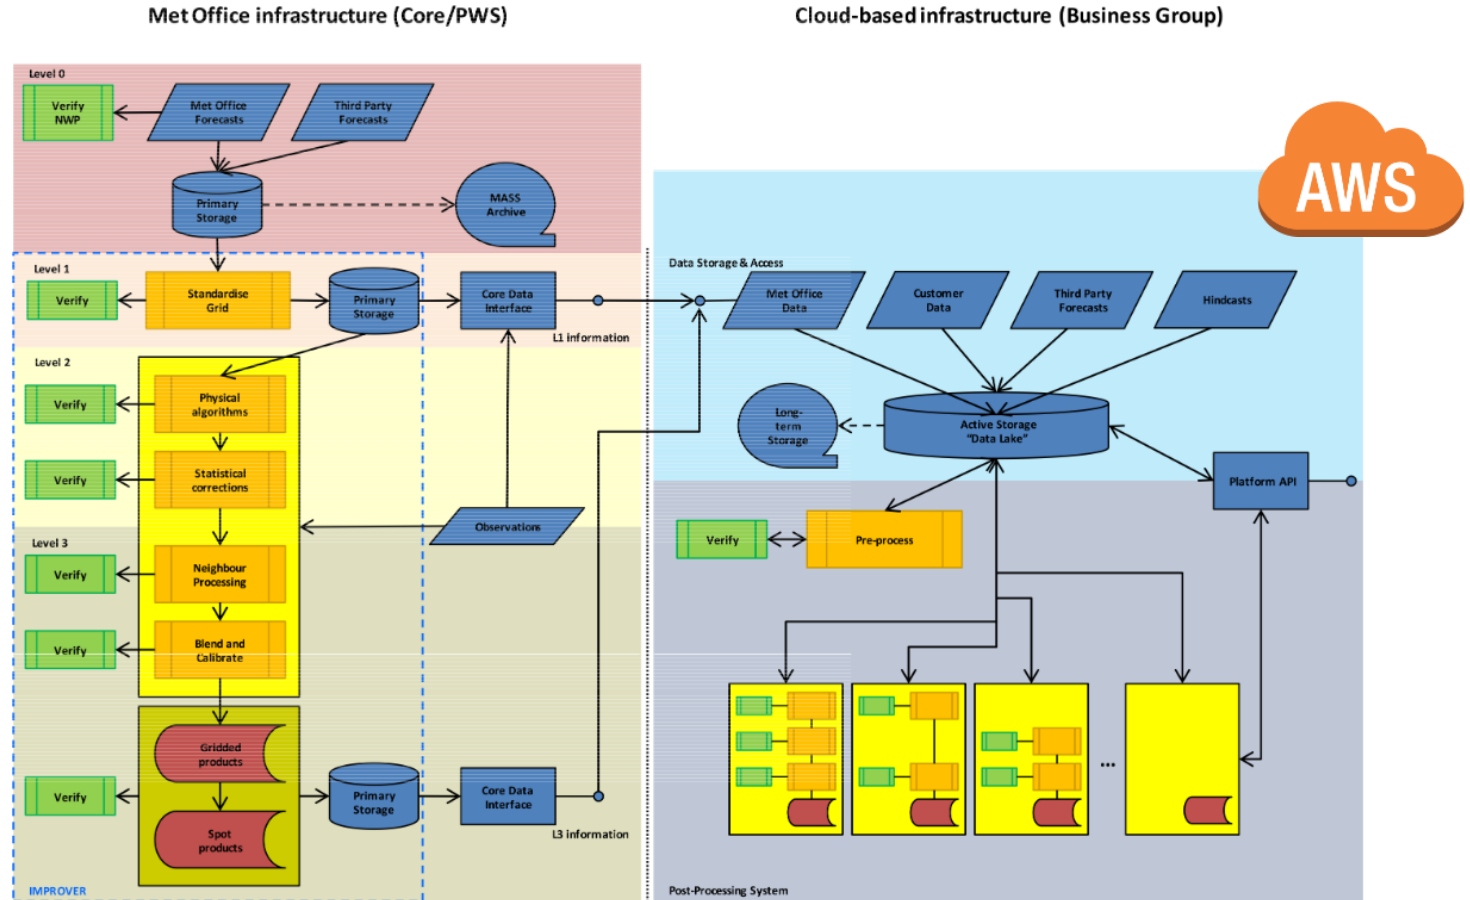 Met Office infrastructure (Core/PWS)
Cloud-based infrastructure (Business Group)
Level 0
Verify
NWP
Met Office
Forecasts
Third Party
Forecasts
Primary
Storage
MASS
Archive
AWS
Level 1
Verify
Standardise
Grid
Primary
Storage
Core Data
Interface
L1 information
Data Storage & Access
Met Office
Data
Customer
Data
Third Party
Forecasts
Hindcasts
Level 2
Verify
Physical
algorithms
Verify
Statistical
corrections
Long-
term
Storage
Active Storage
"Data Lake"
Platform API
Observations
Level 3
Verify
Neighbour
Processing
Verify
Blend and
Calibrate
Verify
Pre-process
...
Gridded
products
Verify
Spot
products
Primary
Storage
Core Data
Interface
L3 information
IMPROVER
Post-Processing System